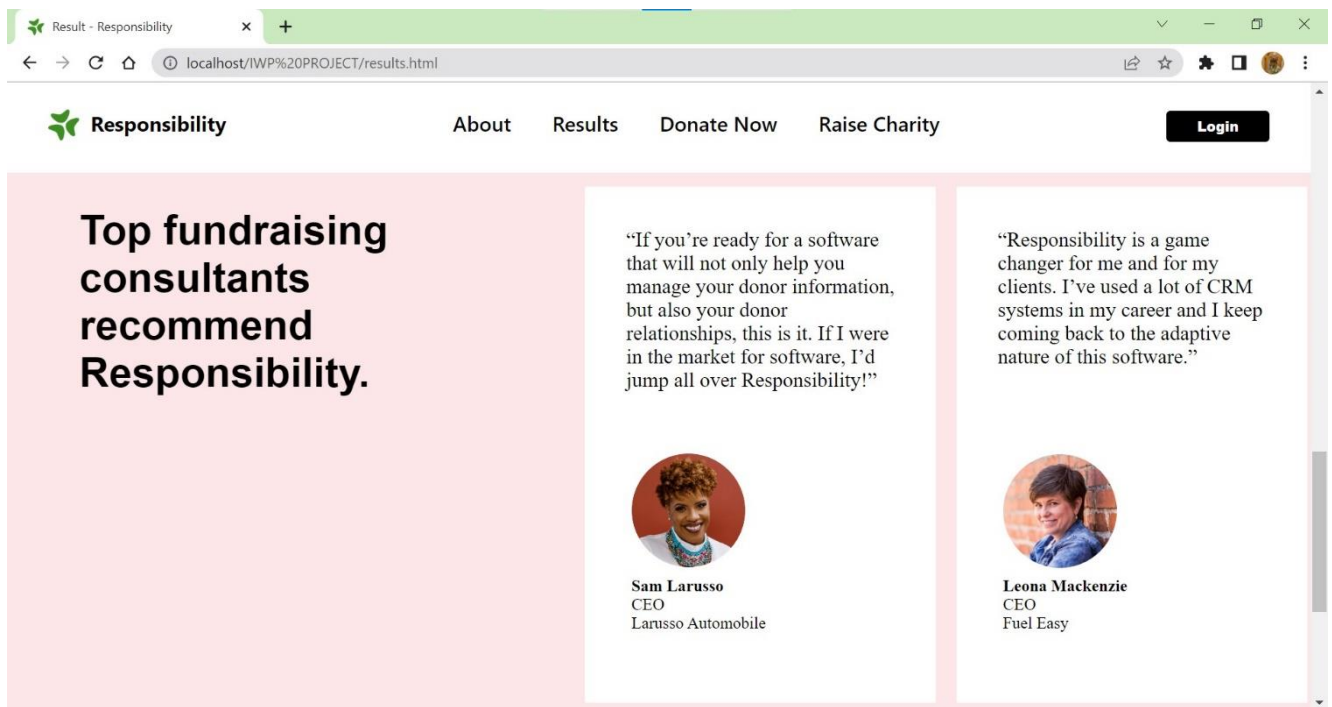 Result - Responsibility
localhost/IWP%20PROJECT/results.html
Responsibility
About
Results
Donate Now
Raise Charity
Login
Top fundraising
consultants
recommend
Responsibility.
“If you’re ready for a software
that will not only help you
manage your donor information,
but also your donor
relationships, this is it. If I were
in the market for software, I’d
jump all over Responsibility!”
Sam Larusso
CEO
Larusso Automobile
“Responsibility is a game
changer for me and for my
clients. I’ve used a lot of CRM
systems in my career and I keep
coming back to the adaptive
nature of this software.”
Leona Mackenzie
CEO
Fuel Easy